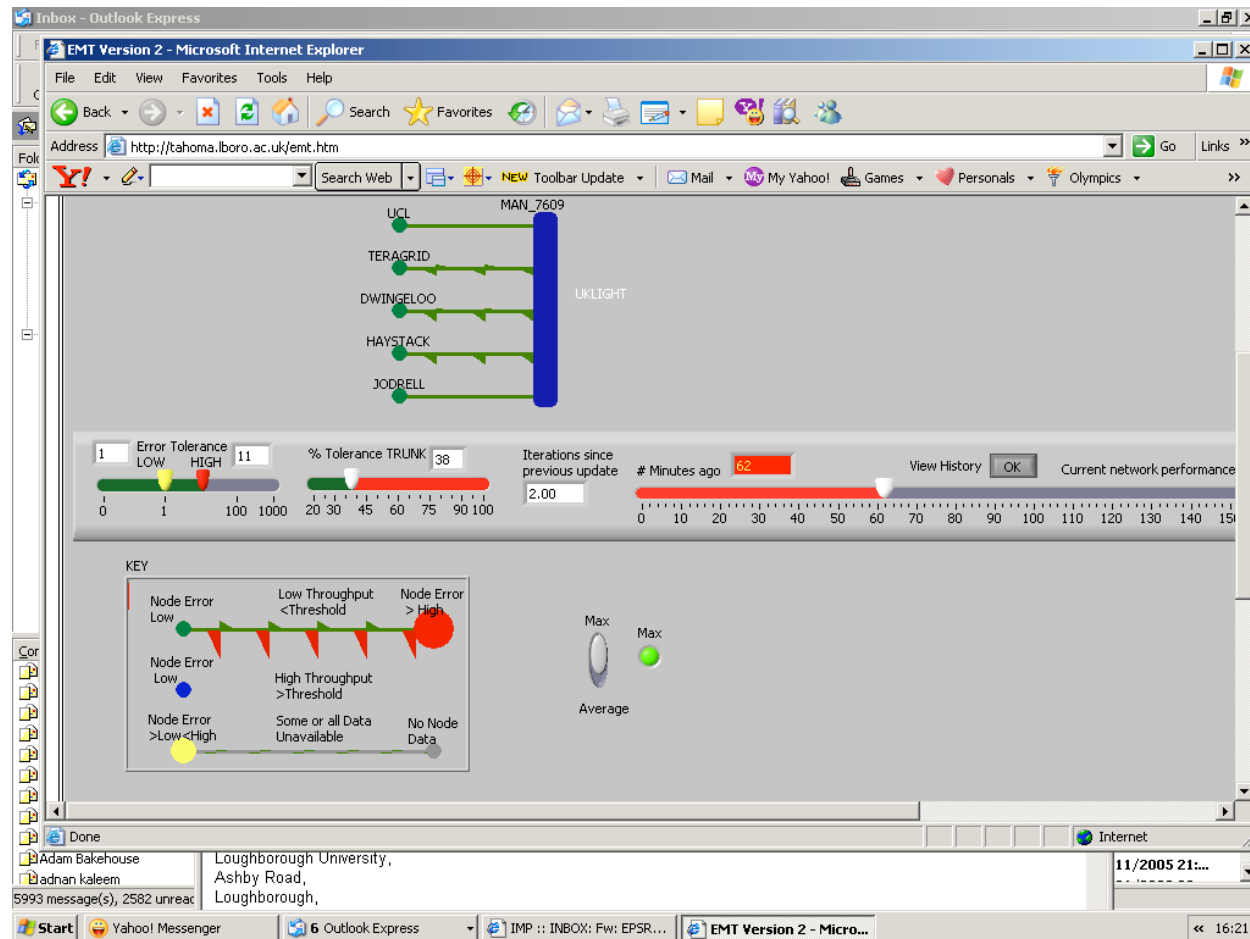 Inbox - Outlook Express
EMT Version 2 - Microsoft Internet Explorer
File Edit View Favorites Tools Help
Back Search Favorites
Address http://tahoma.lboro.ac.uk/emt.htm Go Links »
Y! Search Web NEW Toolbar Update Mail My Yahoo! Games Personals Olympics »
UCL MAN_7609
TERAGRID
DWINGELOO UKLIGHT
HAYSTACK
JODRELL
1 Error Tolerance 11
LOW HIGH
% Tolerance TRUNK 38
Iterations since
previous update
2.00
# Minutes ago 62
View History OK Current network performance
0 1 100 1000
20 30 45 60 75 90 100
0 10 20 30 40 50 60 70 80 90 100 110 120 130 140
KEY
Node Error
Low
Low Throughput
<Threshold
Node Error
> High
Node Error
Low
High Throughput
>Threshold
Node Error
>Low<High
Some or all Data
Unavailable
No Node
Data
Max
Max
Average
Done Internet
Adam Bakehouse
adnan kaleem
Loughborough University,
Ashby Road,
Loughborough,
11/2005 21:...
5993 message(s), 2582 unread
Start Yahoo! Messenger 6 Outlook Express IMP :: INBOX: Fw: EPSR... EMT Version 2 - Micro... « 16:21